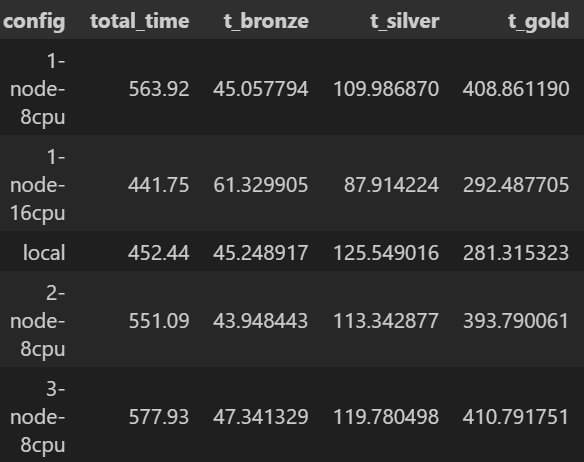 config total_time t_bronze t_silver t_gold
1-
node-
8cpu 563.92 45.057794 109.986870 408.861190
1-
node-
16cpu 441.75 61.329905 87.914224 292.487705
local 452.44 45.248917 125.549016 281.315323
2-
node-
8cpu 551.09 43.948443 113.342877 393.790061
3-
node-
8cpu 577.93 47.341329 119.780498 410.791751